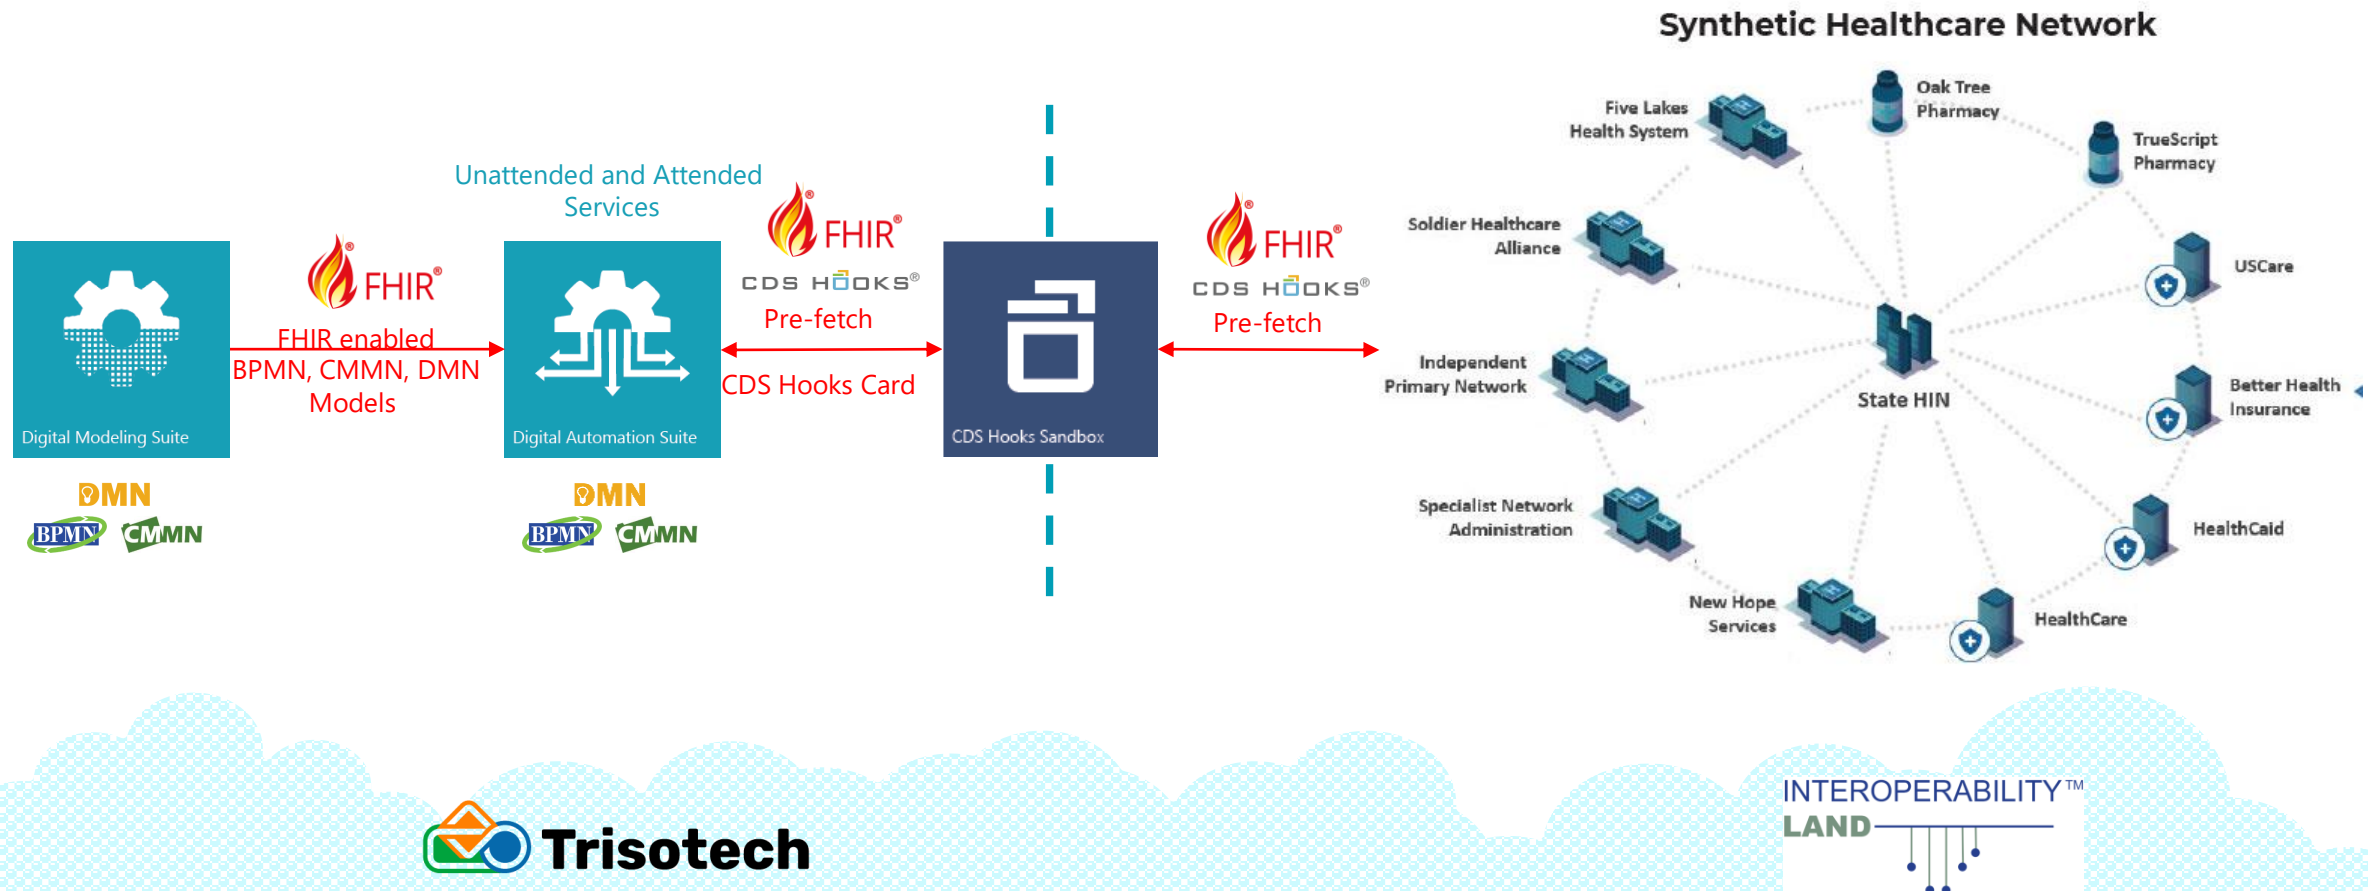 Synthetic Healthcare Network
Unattended and Attended
Services
Digital Modeling Suite
DMN
BPMN
CMMN
FHIR®
FHIR enabled
BPMN, CMMN, DMN
Models
Digital Automation Suite
DMN
BPMN
CMMN
FHIR®
CDS HOOKS®
Pre-fetch
CDS Hooks Card
CDS Hooks Sandbox
FHIR®
CDS HOOKS®
Pre-fetch
Five Lakes
Health System
Oak Tree
Pharmacy
TrueScript
Pharmacy
Soldier Healthcare
Alliance
USCare
Independent
Primary Network
State HIN
Better Health
Insurance
Specialist Network
Administration
HealthCaid
New Hope
Services
HealthCare
Trisotech
INTEROPERABILITY™
LAND